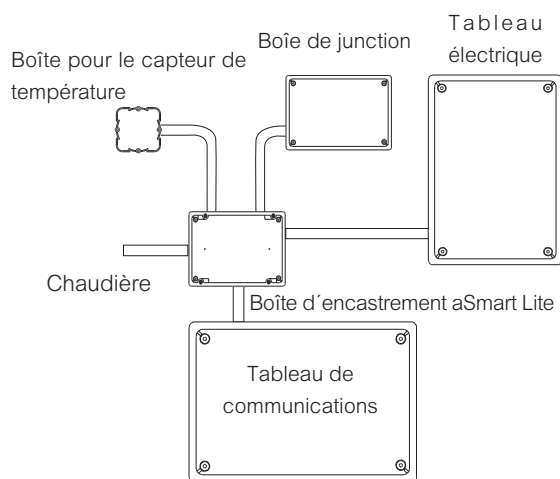 Boîte pour le capteur de
température
Boîe de junction
Tableau
électrique
Chaudière
Boîte d´encastrement aSmart Lite
Tableau de
communications